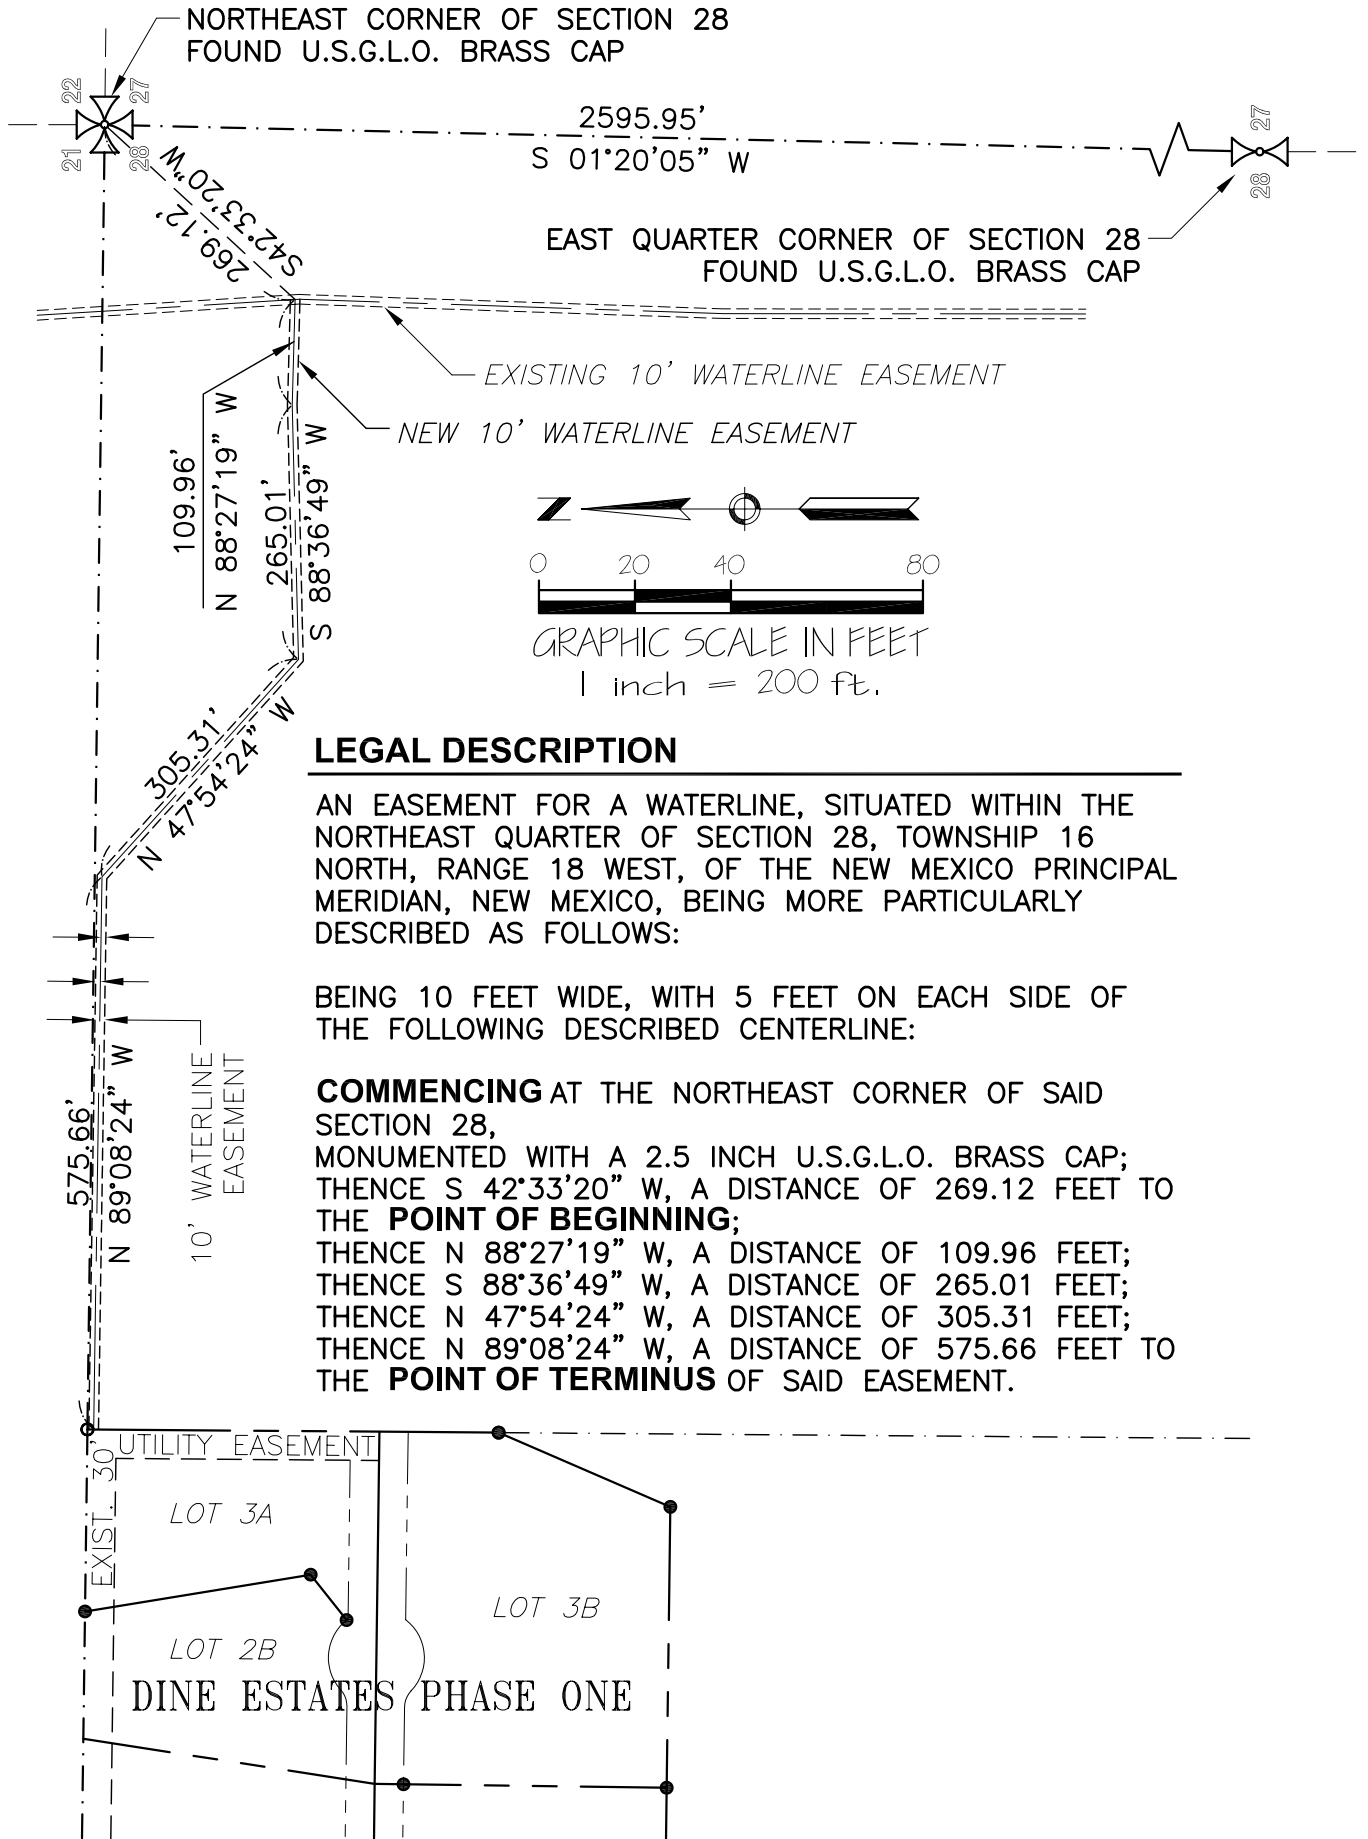 NORTHEAST CORNER OF SECTION 28
FOUND U.S.G.L.O. BRASS CAP
22
27
21
28
2595.95'
S 01°20'05" W
27
28
S42°33'20"W
269.12'
EAST QUARTER CORNER OF SECTION 28
FOUND U.S.G.L.O. BRASS CAP
EXISTING 10' WATERLINE EASEMENT
NEW 10' WATERLINE EASEMENT
109.96'
N 88°27'19" W
265.01'
S 88°36'49" W
N
0 20 40 80
GRAPHIC SCALE IN FEET
1 inch = 200 ft.
305.31'
N 47°54'24" W
LEGAL DESCRIPTION
AN EASEMENT FOR A WATERLINE, SITUATED WITHIN THE
NORTHEAST QUARTER OF SECTION 28, TOWNSHIP 16
NORTH, RANGE 18 WEST, OF THE NEW MEXICO PRINCIPAL
MERIDIAN, NEW MEXICO, BEING MORE PARTICULARLY
DESCRIBED AS FOLLOWS:
BEING 10 FEET WIDE, WITH 5 FEET ON EACH SIDE OF
THE FOLLOWING DESCRIBED CENTERLINE:
COMMENCING AT THE NORTHEAST CORNER OF SAID
SECTION 28,
MONUMENTED WITH A 2.5 INCH U.S.G.L.O. BRASS CAP;
THENCE S 42°33'20" W, A DISTANCE OF 269.12 FEET TO
THE POINT OF BEGINNING;
THENCE N 88°27'19" W, A DISTANCE OF 109.96 FEET;
THENCE S 88°36'49" W, A DISTANCE OF 265.01 FEET;
THENCE N 47°54'24" W, A DISTANCE OF 305.31 FEET;
THENCE N 89°08'24" W, A DISTANCE OF 575.66 FEET TO
THE POINT OF TERMINUS OF SAID EASEMENT.
575.66'
N 89°08'24" W
10' WATERLINE
EASEMENT
UTILITY EASEMENT
EXIST. 30'
LOT 3A
LOT 3B
LOT 2B
DINE ESTATES PHASE ONE